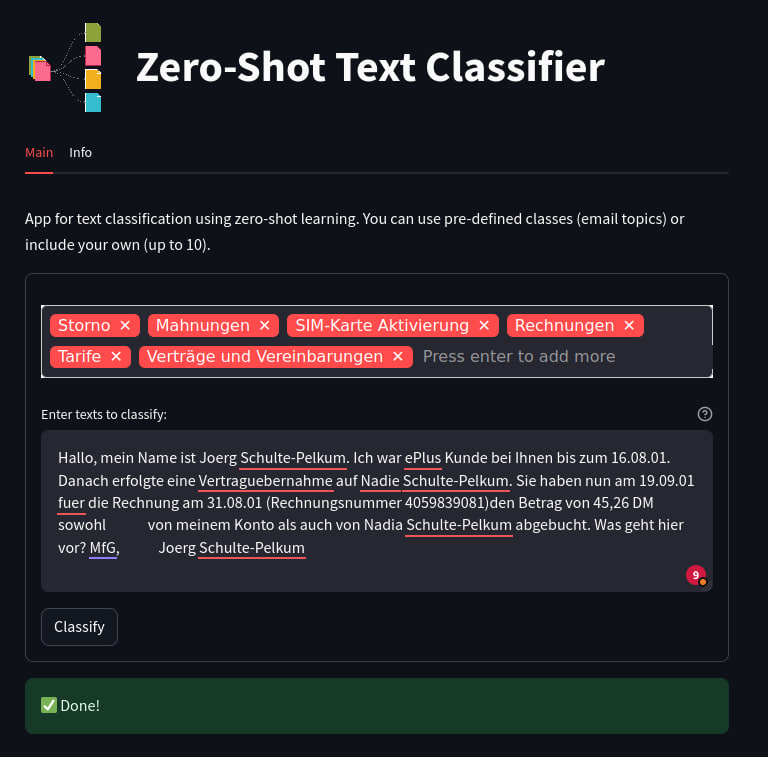 Zero-Shot Text Classifier
Main Info
App for text classification using zero-shot learning. You can use pre-defined classes (email topics) or
include your own (up to 10).
Storno ✕ Mahnungen ✕ SIM-Karte Aktivierung ✕ Rechnungen ✕
Tarife ✕ Verträge und Vereinbarungen ✕ Press enter to add more
Enter texts to classify:
Hallo, mein Name ist Joerg Schulte-Pelkum. Ich war ePlus Kunde bei Ihnen bis zum 16.08.01.
Danach erfolgte eine Vertraguebernahme auf Nadie Schulte-Pelkum. Sie haben nun am 19.09.01
fuer die Rechnung am 31.08.01 (Rechnungsnummer 4059839081)den Betrag von 45,26 DM
sowohl von meinem Konto als auch von Nadia Schulte-Pelkum abgebucht. Was geht hier
vor? MfG, Joerg Schulte-Pelkum
9
Classify
✅ Done!